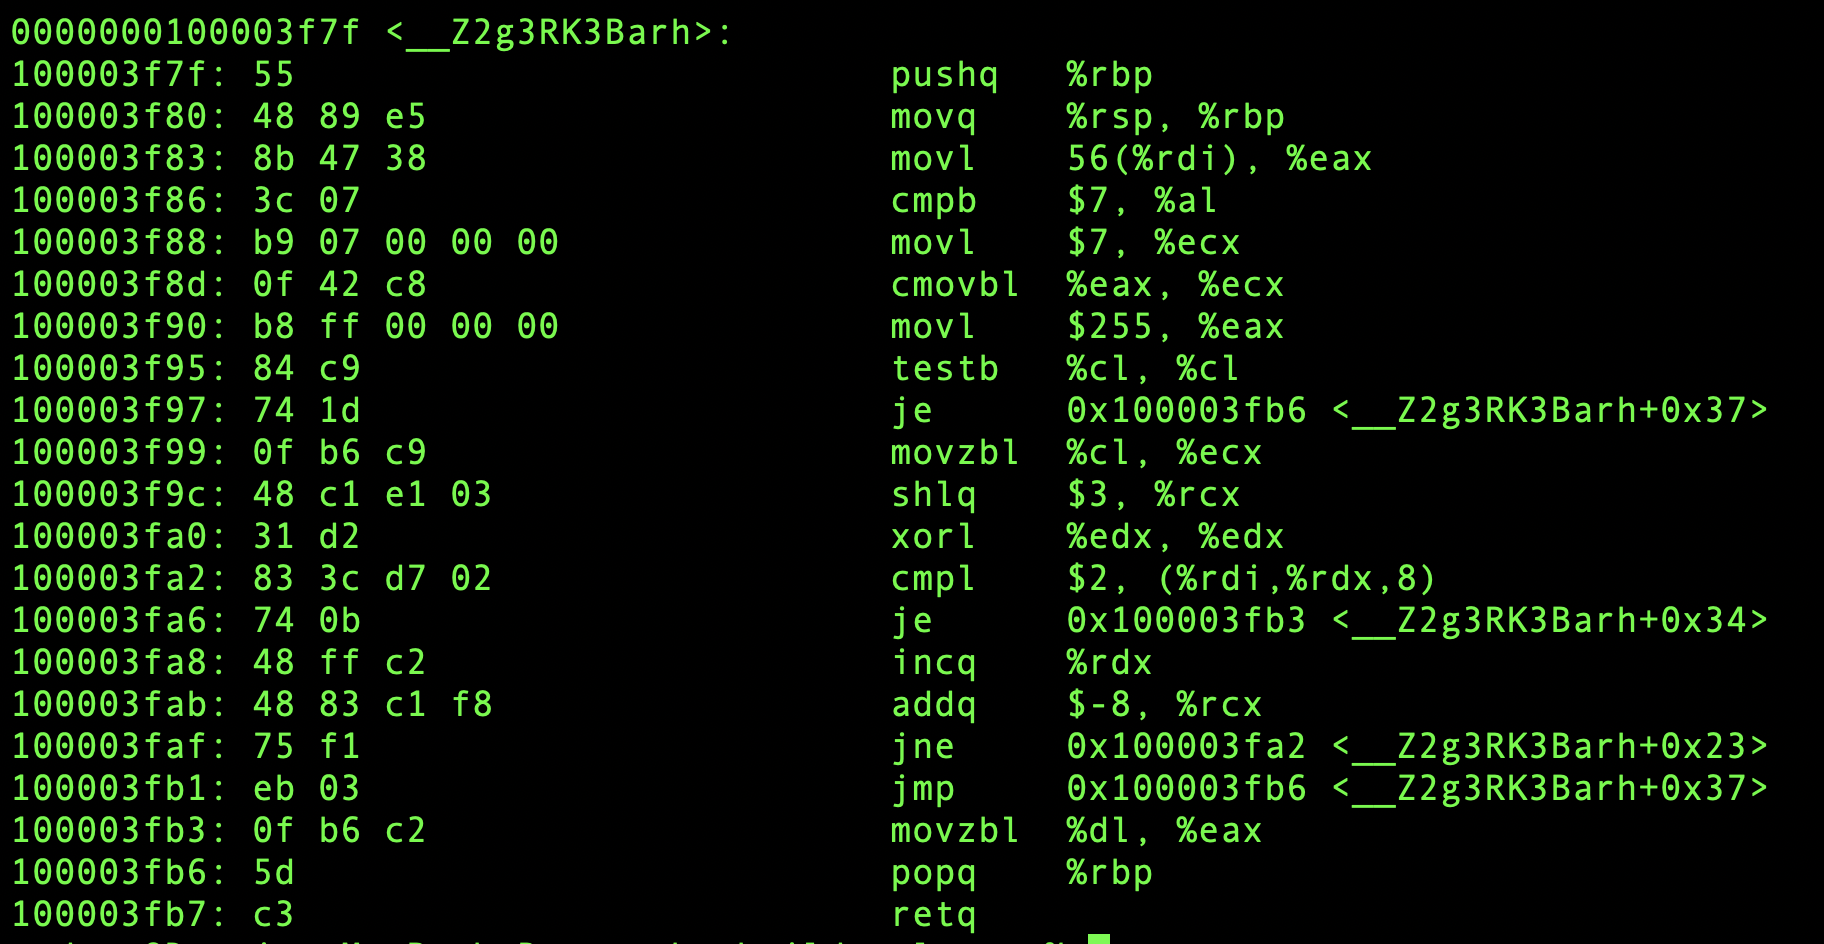 0000000100003f7f <__Z2g3RK3Barh>:
100003f7f: 55 pushq %rbp
100003f80: 48 89 e5 movq %rsp, %rbp
100003f83: 8b 47 38 movl 56(%rdi), %eax
100003f86: 3c 07 cmpb $7, %al
100003f88: b9 07 00 00 00 movl $7, %ecx
100003f8d: 0f 42 c8 cmovbl %eax, %ecx
100003f90: b8 ff 00 00 00 movl $255, %eax
100003f95: 84 c9 testb %cl, %cl
100003f97: 74 1d je 0x100003fb6 <__Z2g3RK3Barh+0x37>
100003f99: 0f b6 c9 movzbl %cl, %ecx
100003f9c: 48 c1 e1 03 shlq $3, %rcx
100003fa0: 31 d2 xorl %edx, %edx
100003fa2: 83 3c d7 02 cmpl $2, (%rdi,%rdx,8)
100003fa6: 74 0b je 0x100003fb3 <__Z2g3RK3Barh+0x34>
100003fa8: 48 ff c2 incq %rdx
100003fab: 48 83 c1 f8 addq $-8, %rcx
100003faf: 75 f1 jne 0x100003fa2 <__Z2g3RK3Barh+0x23>
100003fb1: eb 03 jmp 0x100003fb6 <__Z2g3RK3Barh+0x37>
100003fb3: 0f b6 c2 movzbl %dl, %eax
100003fb6: 5d popq %rbp
100003fb7: c3 retq